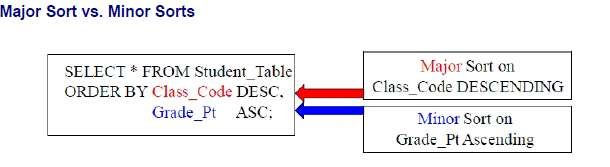 Major Sort vs. Minor Sorts
SELECT * FROM Student_Table
ORDER BY Class_Code DESC,
Grade_Pt ASC;
Major Sort on
Class_Code DESCENDING
Minor Sort on
Grade_Pt Ascending